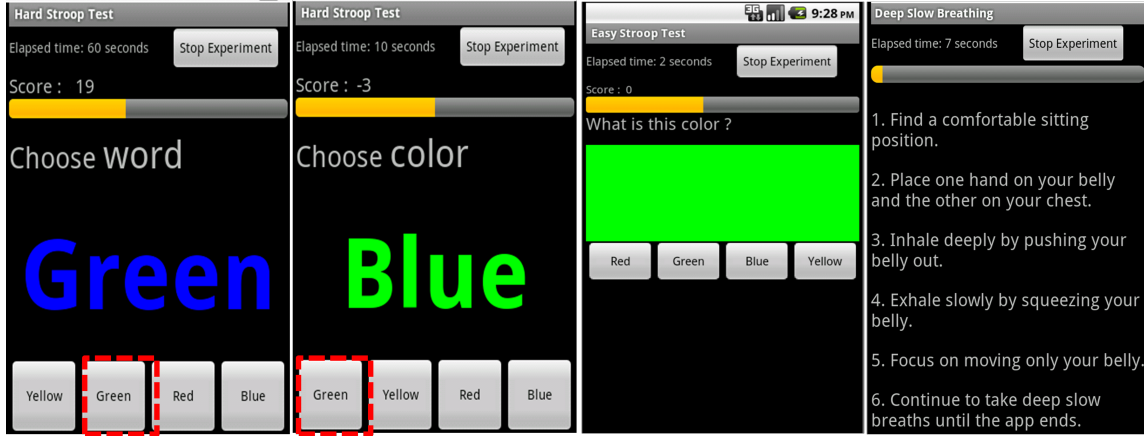 Hard Stroop Test
Elapsed time: 60 seconds
Stop Experiment
Score : 19
Choose word
Green
Yellow Green Red Blue
Hard Stroop Test
Elapsed time: 10 seconds
Stop Experiment
Score : -3
Choose color
Blue
Green Yellow Red Blue
3G 9:28 PM
Easy Stroop Test
Elapsed time: 2 seconds
Stop Experiment
Score : 0
What is this color ?
Red Green Blue Yellow
Deep Slow Breathing
Elapsed time: 7 seconds
Stop Experiment
1. Find a comfortable sitting
position.
2. Place one hand on your belly
and the other on your chest.
3. Inhale deeply by pushing your
belly out.
4. Exhale slowly by squeezing your
belly.
5. Focus on moving only your belly.
6. Continue to take deep slow
breaths until the app ends.